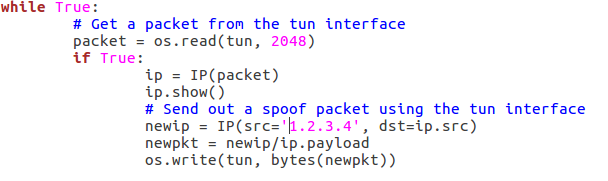 while True:
        # Get a packet from the tun interface
        packet = os.read(tun, 2048)
        if True:
                ip = IP(packet)
                ip.show()
                # Send out a spoof packet using the tun interface
                newip = IP(src='1.2.3.4', dst=ip.src)
                newpkt = newip/ip.payload
                os.write(tun, bytes(newpkt))